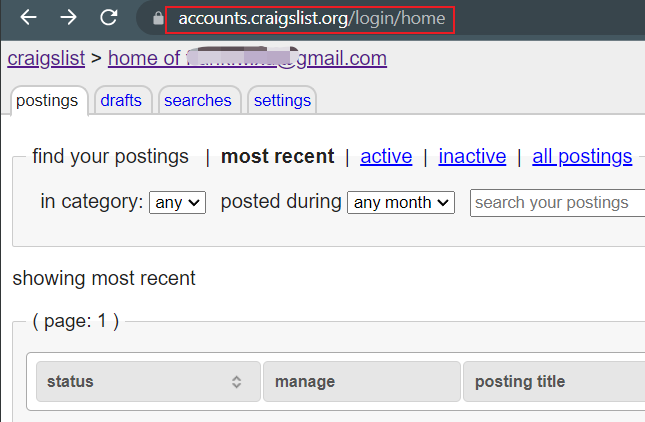 accounts.craigslist.org/login/home
craigslist > home of @gmail.com
postings drafts searches settings
find your postings | most recent | active | inactive | all postings
in category: any posted during any month search your postings
showing most recent
( page: 1 )
status manage posting title